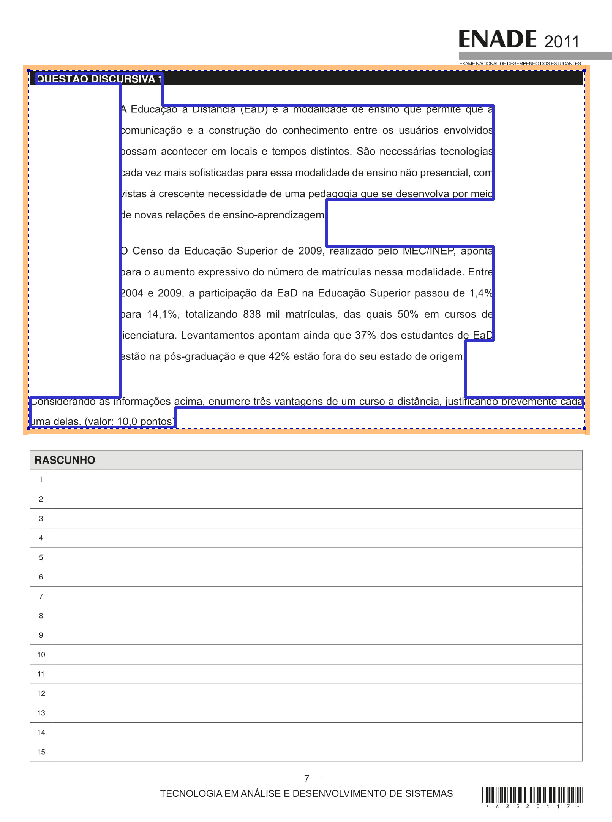 ENADE 2011
EXAME NACIONAL DE DESEMPENHO DOS ESTUDANTES
QUESTÃO DISCURSIVA 1
A Educação a Distância (EaD) é a modalidade de ensino que permite que a
comunicação e a construção do conhecimento entre os usuários envolvidos
possam acontecer em locais e tempos distintos. São necessárias tecnologias
cada vez mais sofisticadas para essa modalidade de ensino não presencial, com
vistas à crescente necessidade de uma pedagogia que se desenvolva por meio
de novas relações de ensino-aprendizagem.
O Censo da Educação Superior de 2009, realizado pelo MEC/INEP, aponta
para o aumento expressivo do número de matrículas nessa modalidade. Entre
2004 e 2009, a participação da EaD na Educação Superior passou de 1,4%
para 14,1%, totalizando 838 mil matrículas, das quais 50% em cursos de
licenciatura. Levantamentos apontam ainda que 37% dos estudantes de EaD
estão na pós-graduação e que 42% estão fora do seu estado de origem.
Considerando as informações acima, enumere três vantagens de um curso a distância, justificando brevemente cada
uma delas. (valor: 10,0 pontos)
RASCUNHO
1
2
3
4
5
6
7
8
9
10
11
12
13
14
15
7
TECNOLOGIA EM ANÁLISE E DESENVOLVIMENTO DE SISTEMAS